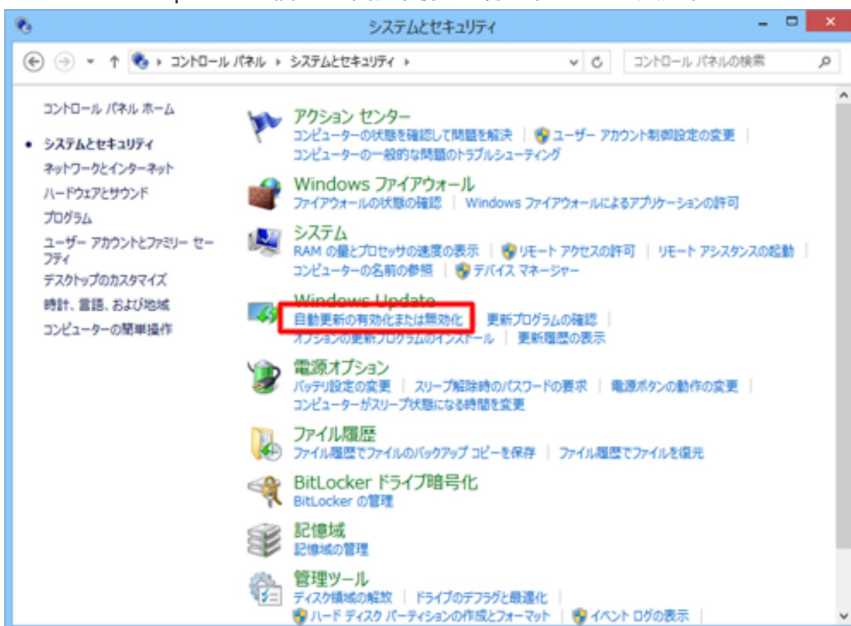 システムとセキュリティ
コントロール パネル システムとセキュリティ
コントロール パネルの検索
コントロール パネル ホーム
システムとセキュリティ
ネットワークとインターネット
ハードウェアとサウンド
プログラム
ユーザー アカウントとファミリー セー
フティ
デスクトップのカスタマイズ
時計、言語、および地域
コンピューターの簡単操作
アクション センター
コンピューターの状態を確認して問題を解決 ユーザー アカウント制御設定の変更
コンピューターの一般的な問題のトラブルシューティング
Windows ファイアウォール
ファイアウォールの状態の確認 Windows ファイアウォールによるアプリケーションの許可
システム
RAM の量とプロセッサの速度の表示 リモート アクセスの許可 リモート アシスタンスの起動
コンピューターの名前の参照 デバイス マネージャー
Windows Update
自動更新の有効化または無効化 更新プログラムの確認
オプションの更新プログラムのインストール 更新履歴の表示
電源オプション
バッテリ設定の変更 スリープ解除時のパスワードの要求 電源ボタンの動作の変更
コンピューターがスリープ状態になる時間を変更
ファイル履歴
ファイル履歴でファイルのバックアップ コピーを保存 ファイル履歴でファイルを復元
BitLocker ドライブ暗号化
BitLocker の管理
記憶域
記憶域の管理
管理ツール
ディスク領域の解放 ドライブのデフラグと最適化
ハード ディスク パーティションの作成とフォーマット イベント ログの表示